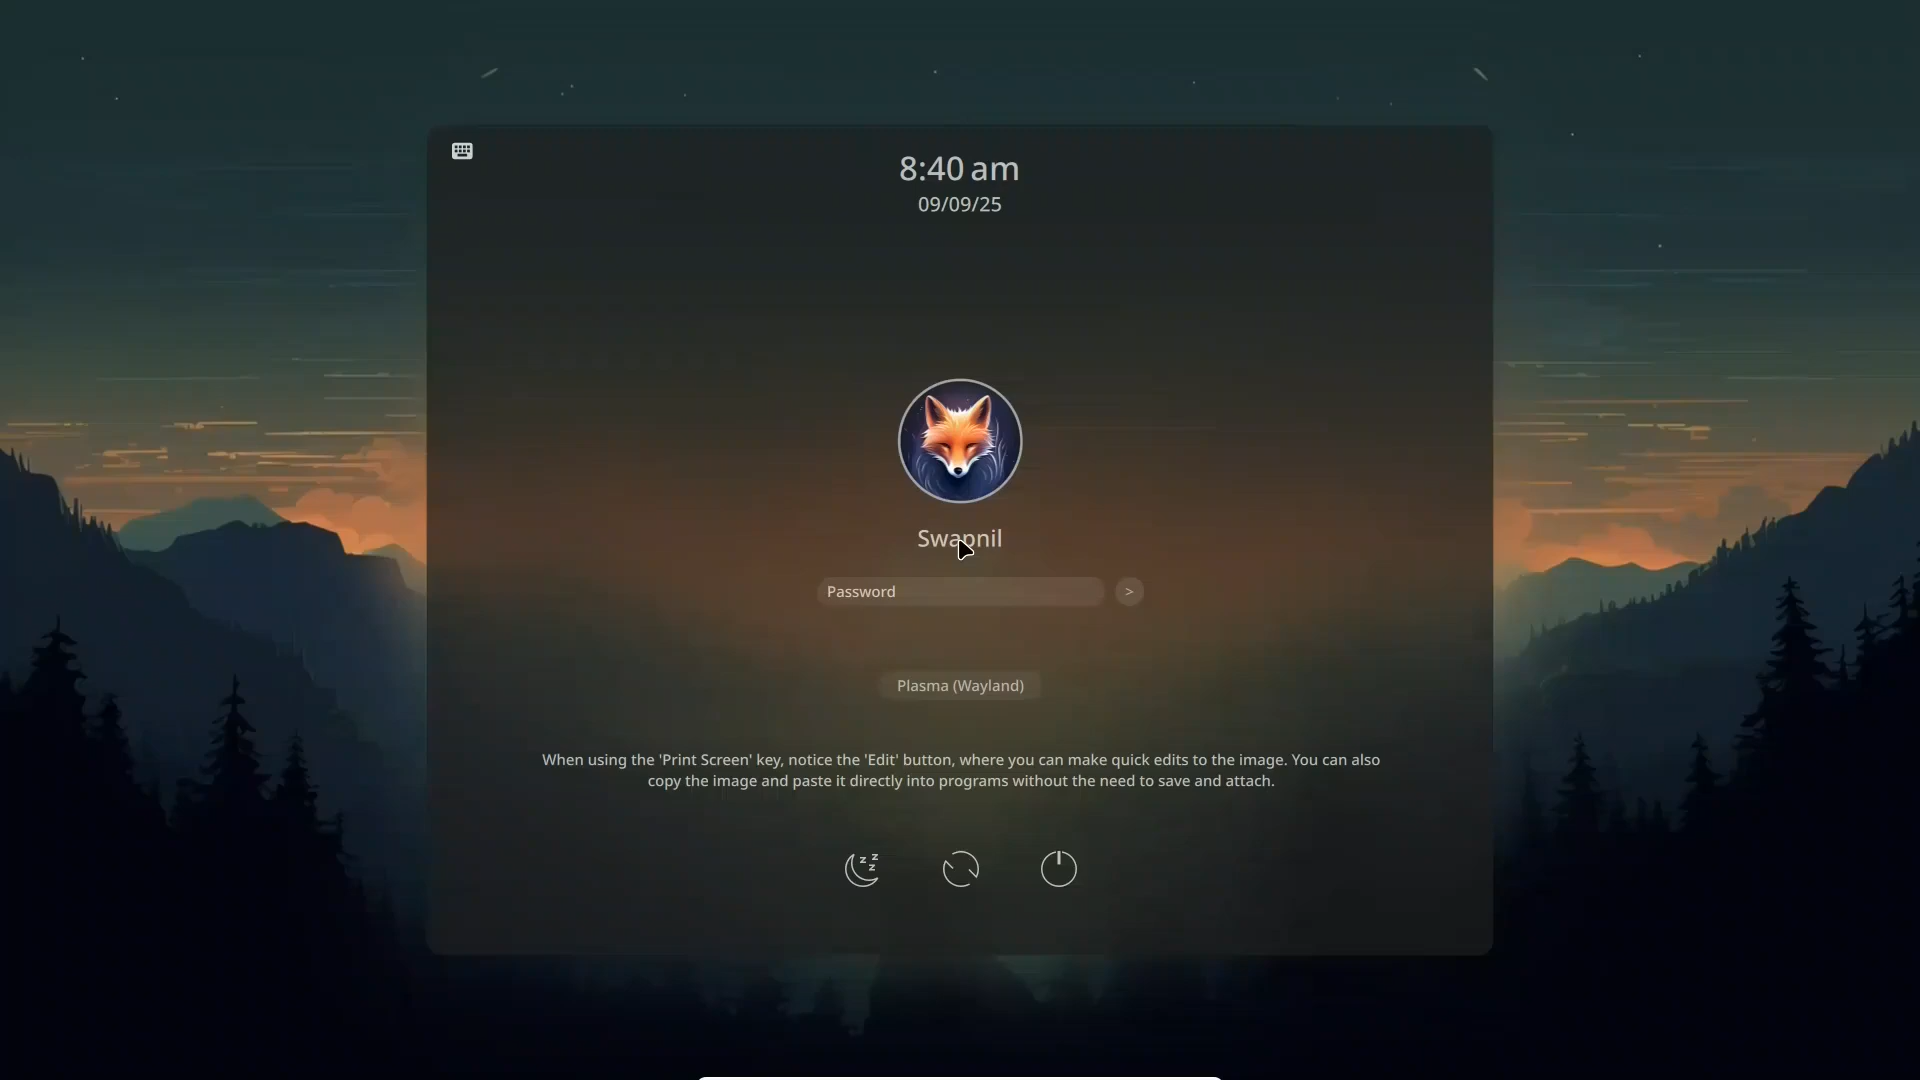 8:40 am
09/09/25
Swapnil
Password
>
Plasma (Wayland)
When using the 'Print Screen' key, notice the 'Edit' button, where you can make quick edits to the image. You can also
copy the image and paste it directly into programs without the need to save and attach.